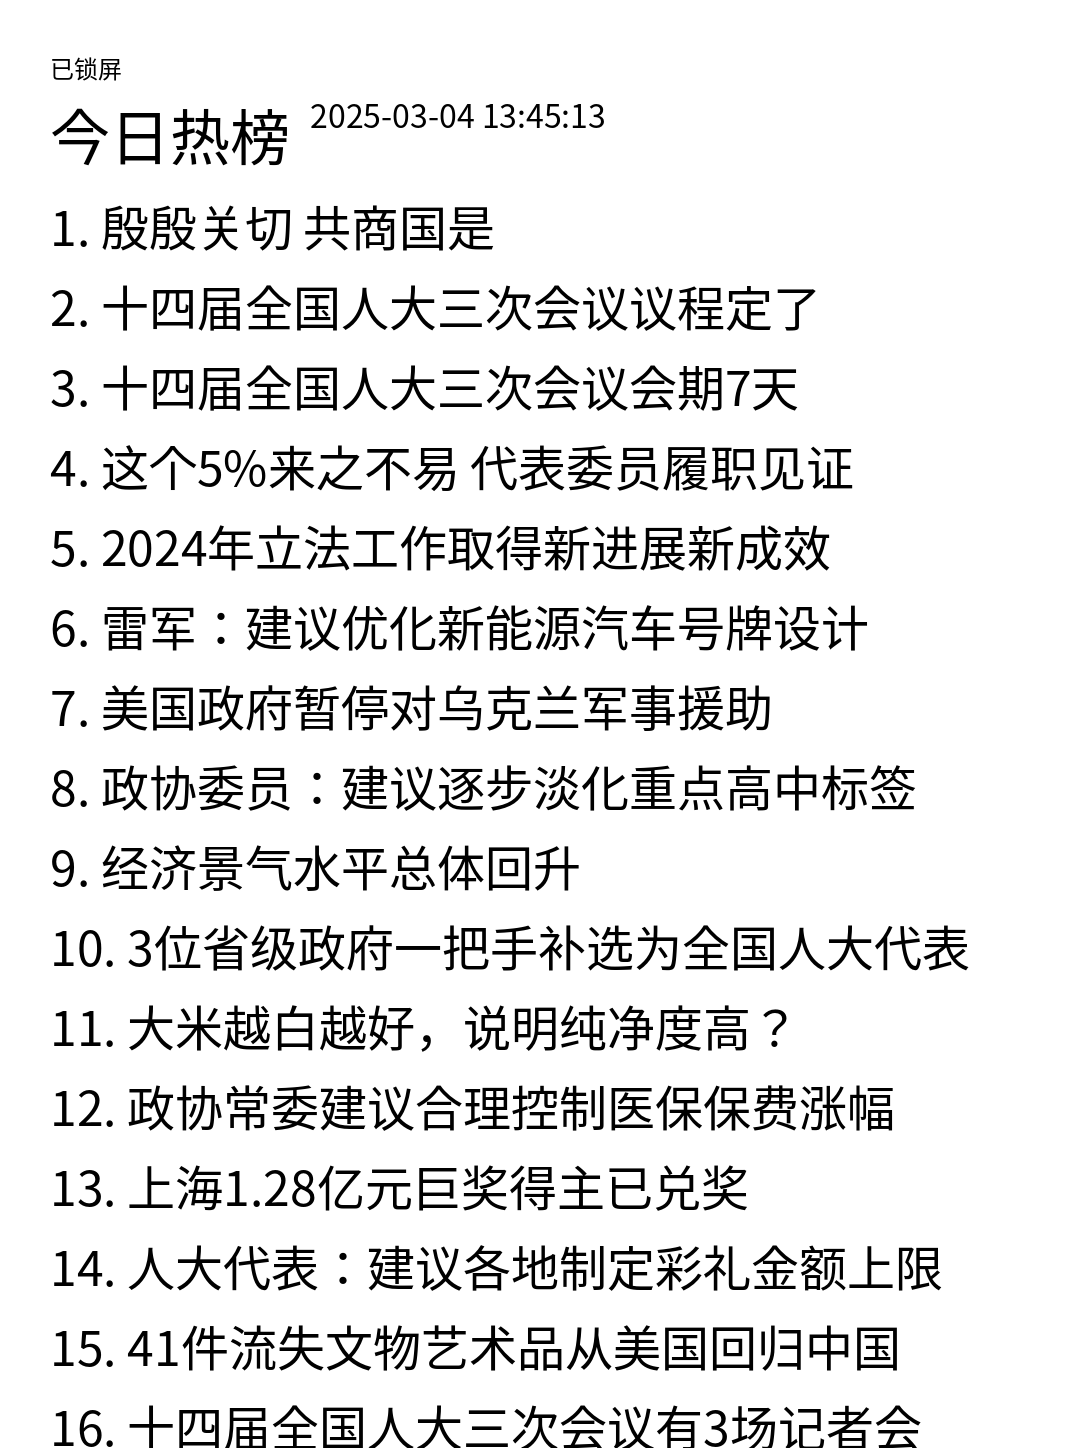 已锁屏
今日热榜 2025-03-04 13:45:13
1. 殷殷关切 共商国是
2. 十四届全国人大三次会议议程定了
3. 十四届全国人大三次会议会期7天
4. 这个5%来之不易 代表委员履职见证
5. 2024年立法工作取得新进展新成效
6. 雷军：建议优化新能源汽车号牌设计
7. 美国政府暂停对乌克兰军事援助
8. 政协委员：建议逐步淡化重点高中标签
9. 经济景气水平总体回升
10. 3位省级政府一把手补选为全国人大代表
11. 大米越白越好，说明纯净度高？
12. 政协常委建议合理控制医保保费涨幅
13. 上海1.28亿元巨奖得主已兑奖
14. 人大代表：建议各地制定彩礼金额上限
15. 41件流失文物艺术品从美国回归中国
16. 十四届全国人大三次会议有3场记者会